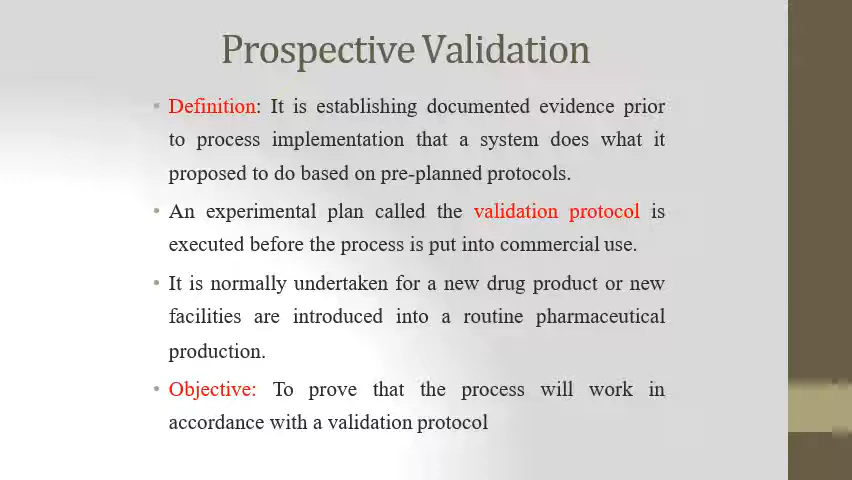 Prospective Validation
• Definition: It is establishing documented evidence prior
to process implementation that a system does what it
proposed to do based on pre-planned protocols.
• An experimental plan called the validation protocol is
executed before the process is put into commercial use.
• It is normally undertaken for a new drug product or new
facilities are introduced into a routine pharmaceutical
production.
• Objective: To prove that the process will work in
accordance with a validation protocol